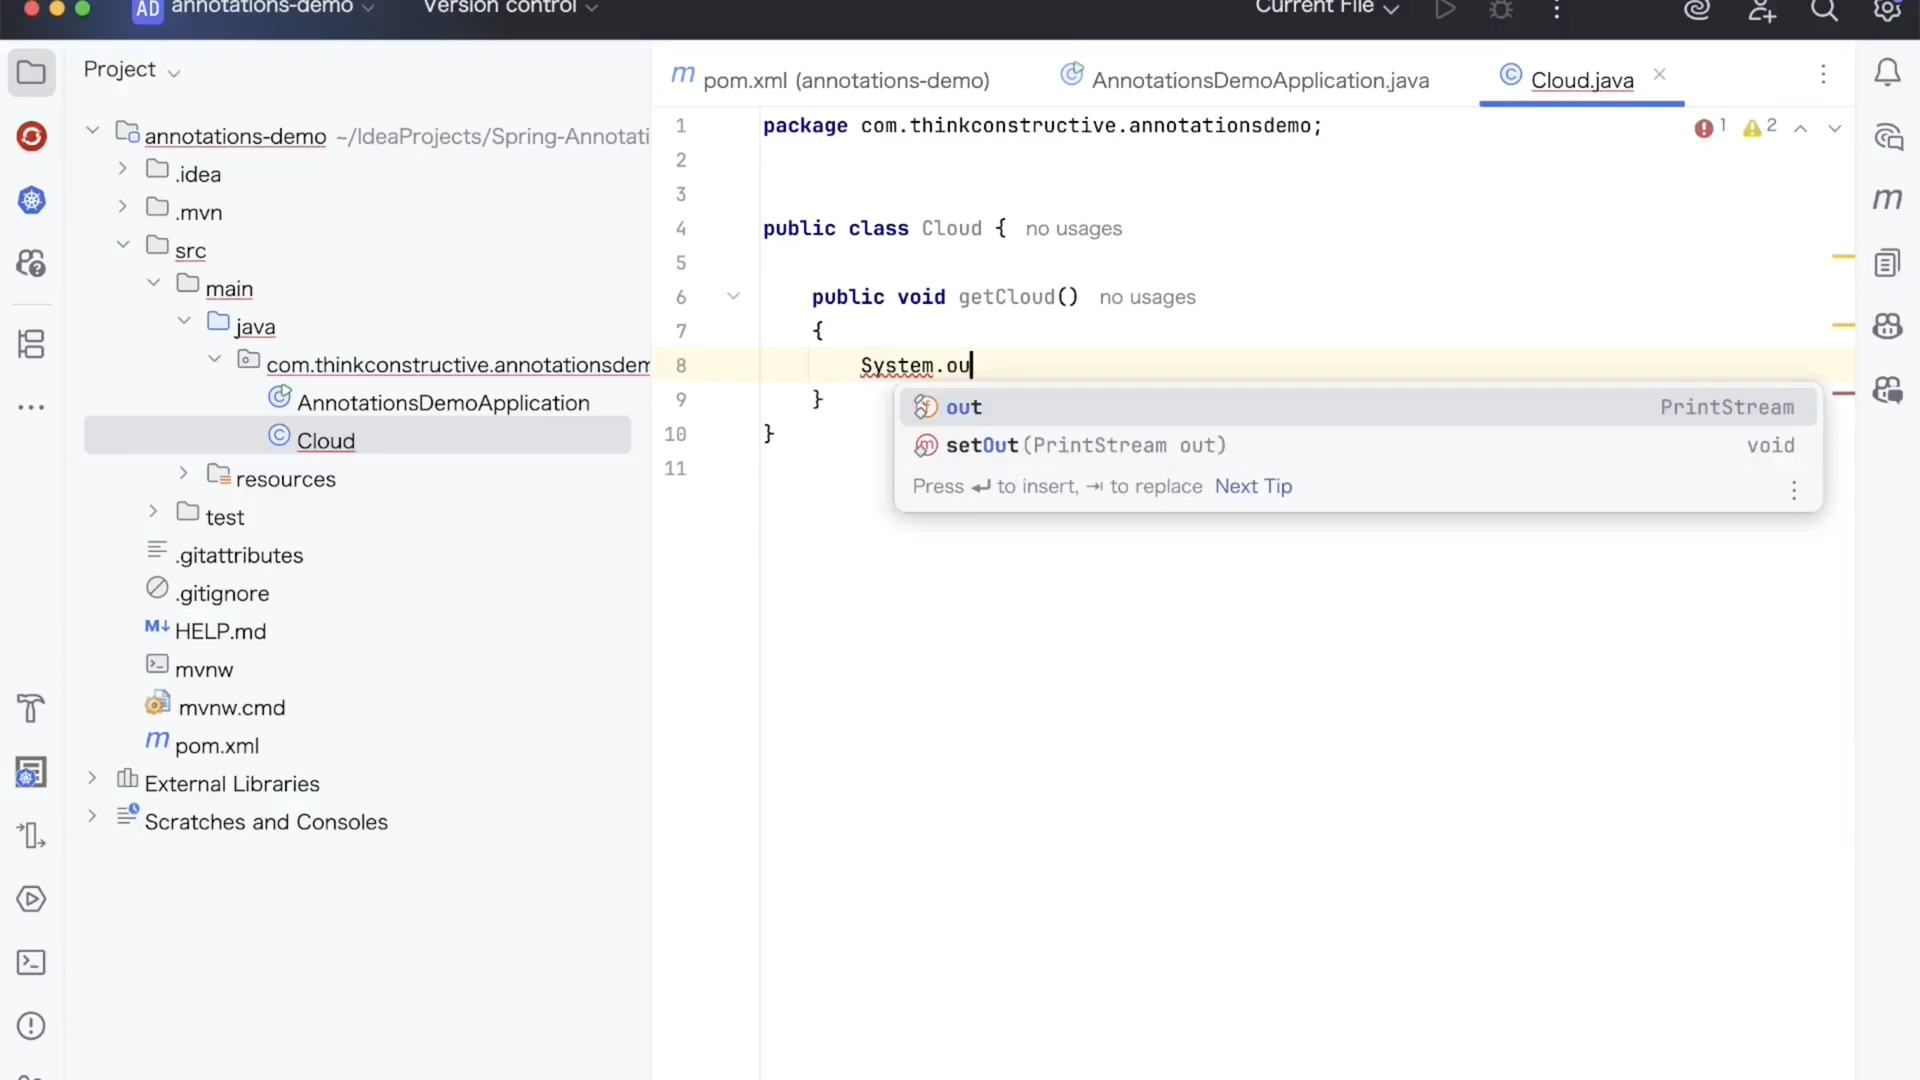 AD annotations-demo
Version control
Current File
Project
annotations-demo ~/IdeaProjects/Spring-Annotati
.idea
.mvn
src
main
java
com.thinkconstructive.annotationsdem
AnnotationsDemoApplication
Cloud
resources
test
.gitattributes
.gitignore
M↓ HELP.md
mvnw
mvnw.cmd
m pom.xml
External Libraries
Scratches and Consoles
m pom.xml (annotations-demo)
AnnotationsDemoApplication.java
Cloud.java
1 package com.thinkconstructive.annotationsdemo;
1 2
2
3
4 public class Cloud { no usages
5
6 public void getCloud() no usages
7 {
8 System.ou
9 }
10 }
11
out PrintStream
setOut(PrintStream out) void
Press ↵ to insert, ⇥ to replace Next Tip
m